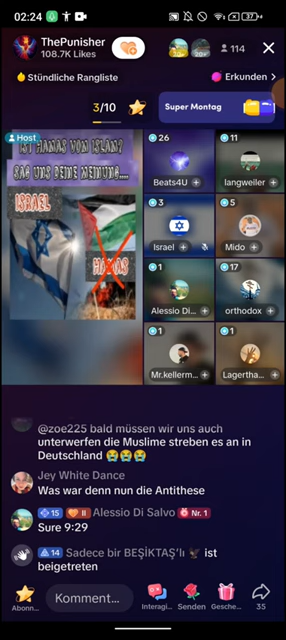 02:24
37
ThePunisher
108.7K Likes
20+
20+
114
Stündliche Rangliste
Erkunden >
3/10
Super Montag
Host
IST HAMAS VON ISLAM?
SAG UNS DEINE MEINUNG...
ISRAEL
HAMAS
26
Beats4U
11
langweiler
3
Israel
5
Mido
1
Alessio Di...
17
orthodox
1
Mr.kellerm...
1
Lagertha...
@zoe225 bald müssen wir uns auch
unterwerfen die Muslime streben es an in
Deutschland 😭😭😭
Jey White Dance
Was war denn nun die Antithese
15 II Alessio Di Salvo Nr. 1
Sure 9:29
14 Sadece bir BEŞİKTAŞ'lı 🦅 ist
beigetreten
Abonn...
Komment...
Interagi...
Senden
Gesche...
35